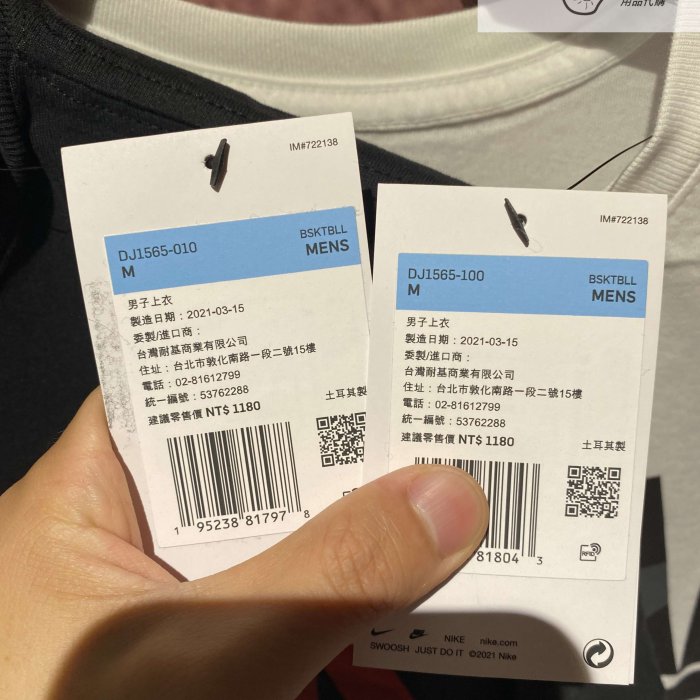 用品代購
IM#722138
DJ1565-010
M
BSKTBLL
MENS
男子上衣
製造日期：2021-03-15
委製/進口商：
台灣耐基商業有限公司
住址：台北市敦化南路一段二號15樓
電話：02-81612799
統一編號：53762288
建議零售價 NT$ 1180
土耳其製
1 95238 81797 8
IM#722138
DJ1565-100
M
BSKTBLL
MENS
男子上衣
製造日期：2021-03-15
委製/進口商：
台灣耐基商業有限公司
住址：台北市敦化南路一段二號15樓
電話：02-81612799
統一編號：53762288
建議零售價 NT$ 1180
土耳其製
81804 3
RFID
NIKE nike.com
SWOOSH JUST DO IT ©2021 Nike